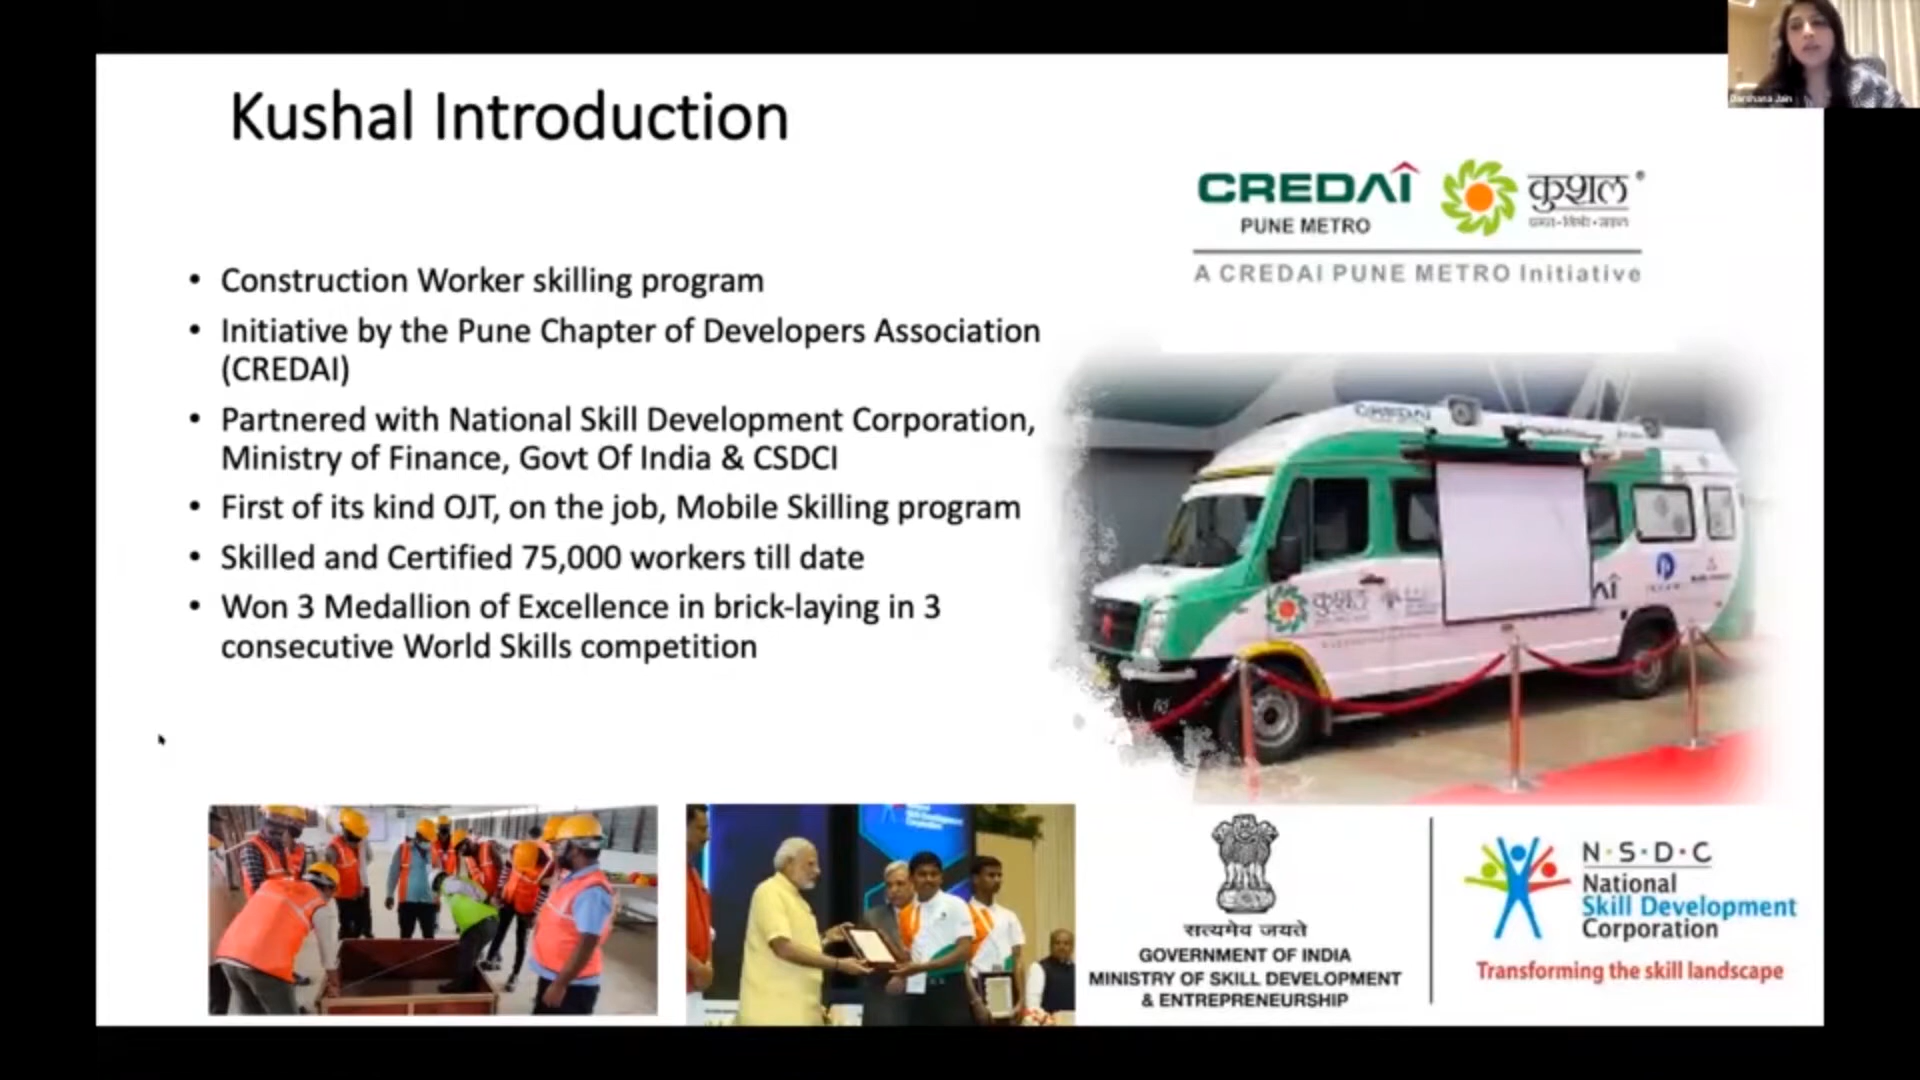 Darshana Jain
Kushal Introduction
CREDAI
PUNE METRO
कुशल
A CREDAI PUNE METRO Initiative
• Construction Worker skilling program
• Initiative by the Pune Chapter of Developers Association
(CREDAI)
• Partnered with National Skill Development Corporation,
Ministry of Finance, Govt Of India & CSDCI
• First of its kind OJT, on the job, Mobile Skilling program
• Skilled and Certified 75,000 workers till date
• Won 3 Medallion of Excellence in brick-laying in 3
consecutive World Skills competition
CREDAI
कुशल
सत्यमेव जयते
GOVERNMENT OF INDIA
MINISTRY OF SKILL DEVELOPMENT
& ENTREPRENEURSHIP
N·S·D·C
National
Skill Development
Corporation
Transforming the skill landscape